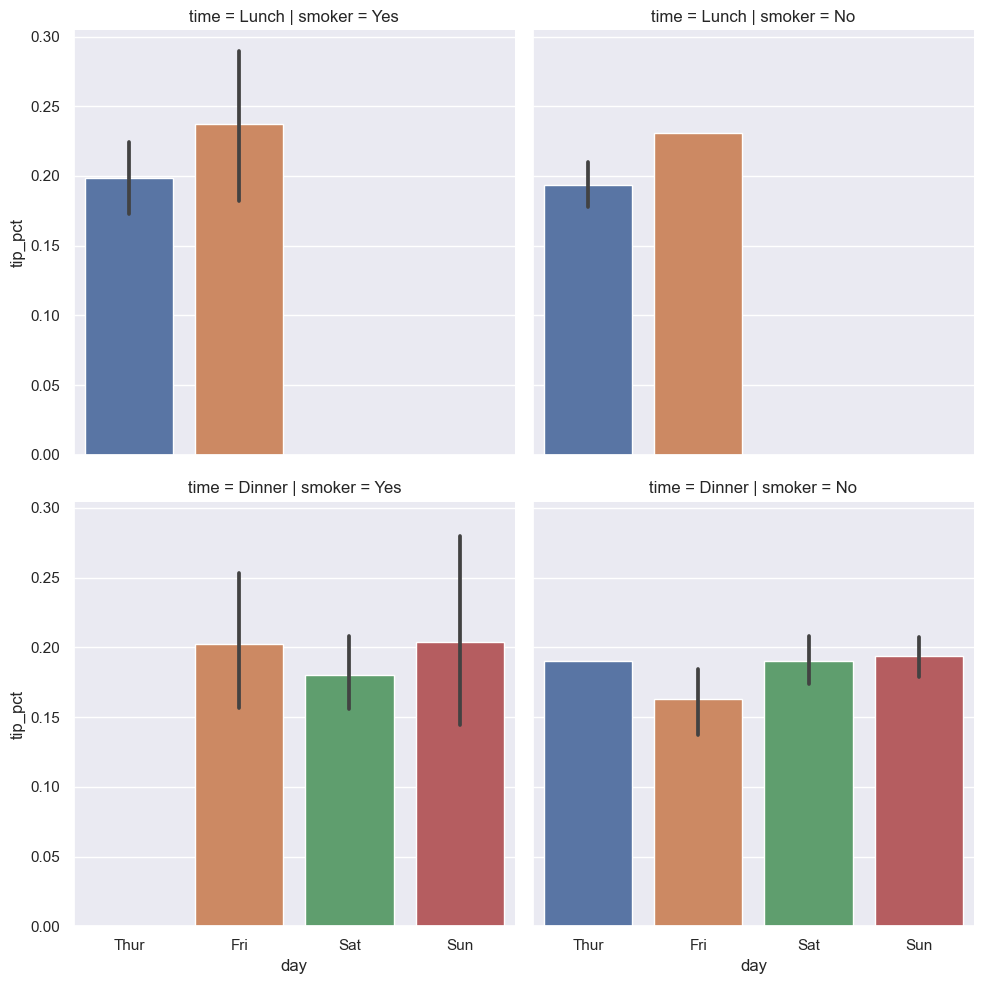 time = Lunch | smoker = Yes
time = Lunch | smoker = No
0.30
0.25
0.20
0.15
0.10
0.05
0.00
tip_pct
time = Dinner | smoker = Yes
time = Dinner | smoker = No
0.30
0.25
0.20
0.15
0.10
0.05
0.00
tip_pct
Thur Fri Sat Sun
day
Thur Fri Sat Sun
day